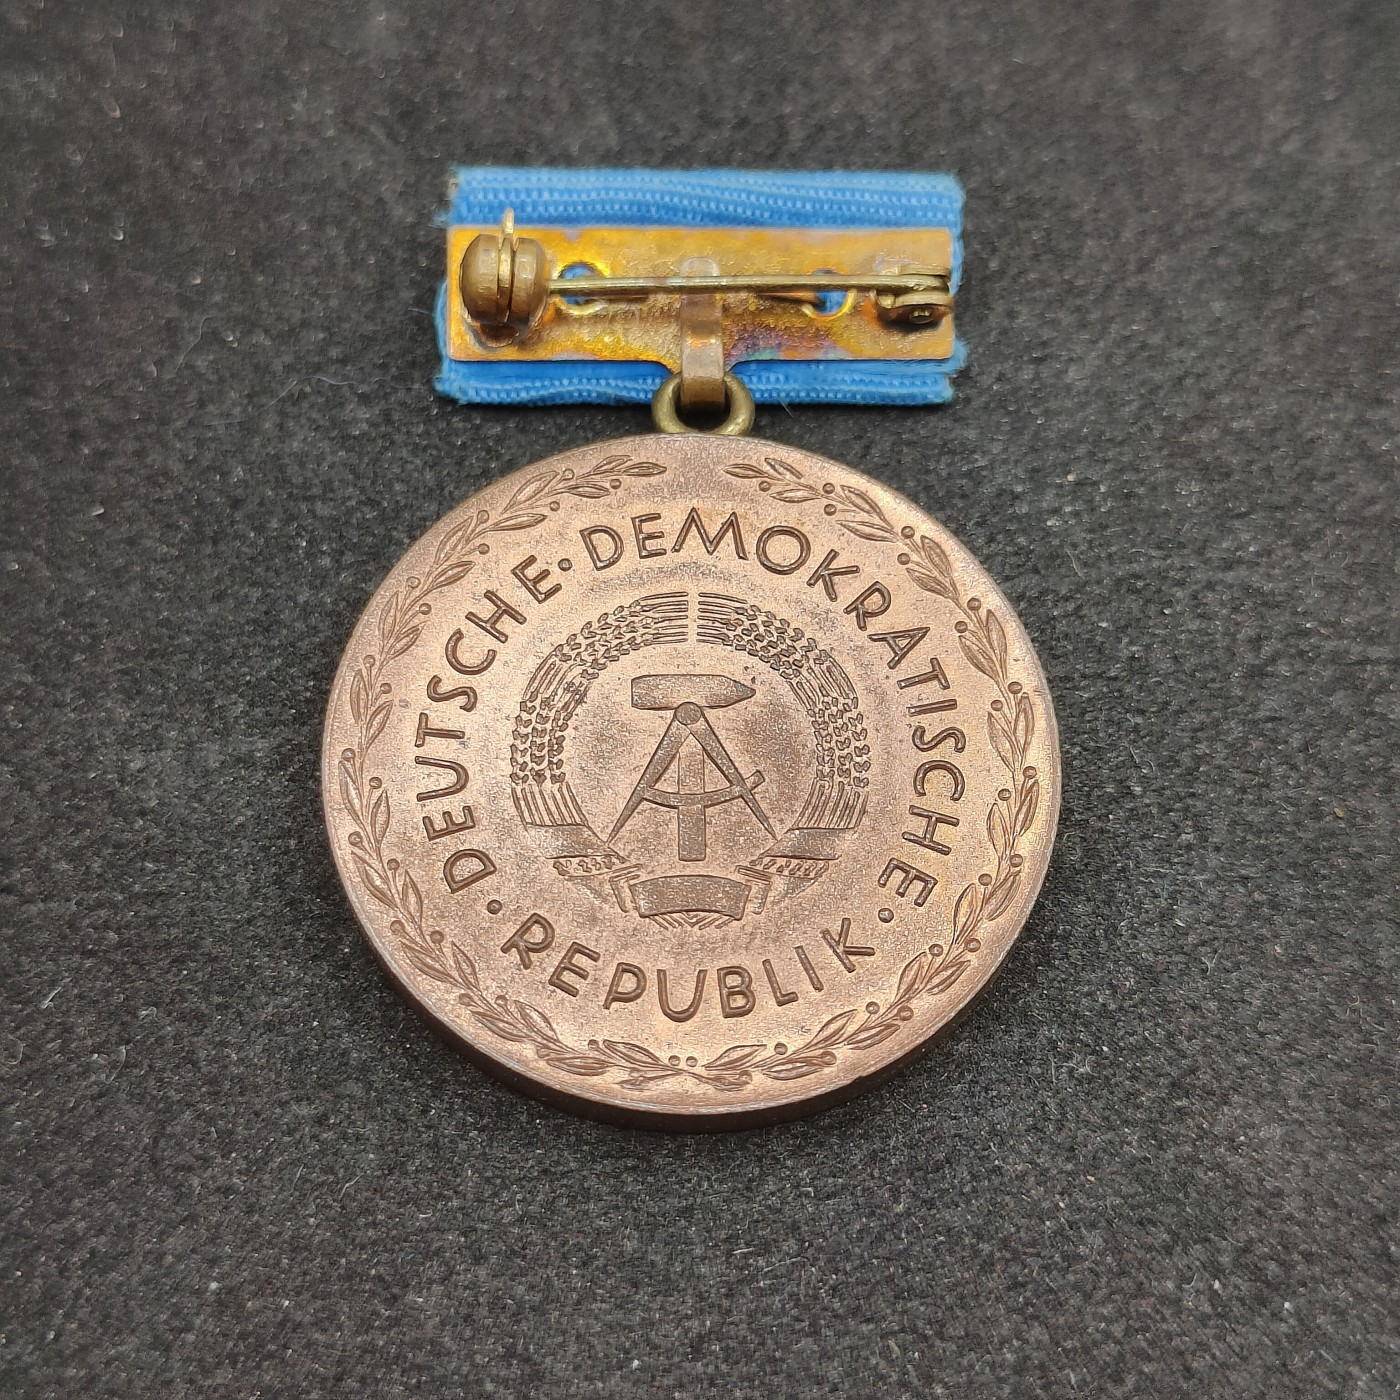 DEUTSCHE · DEMOKRATISCHE · REPUBLIK ·